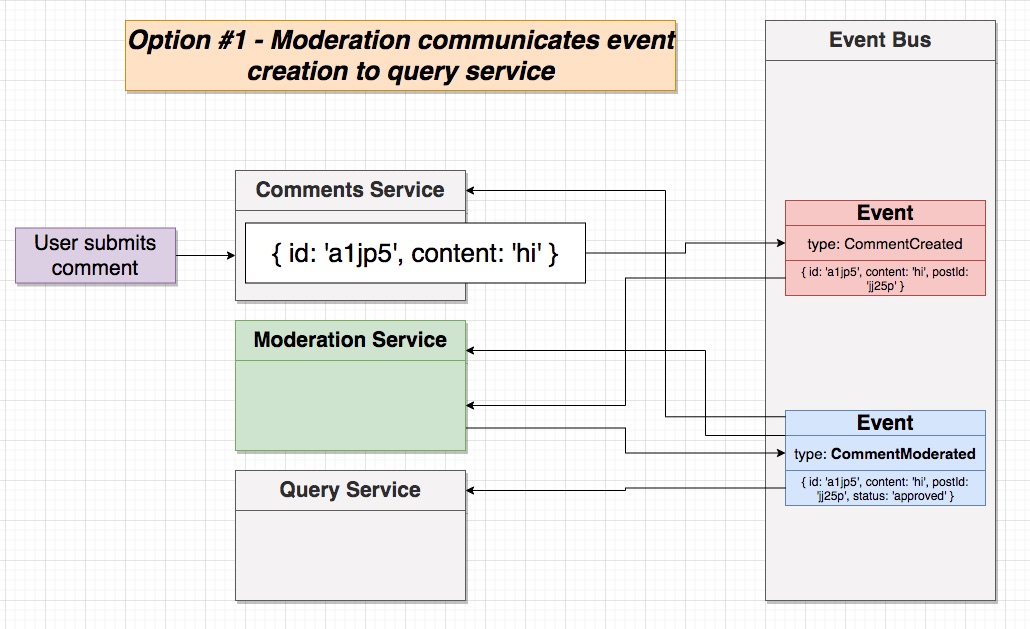 Option #1 - Moderation communicates event
creation to query service
Event Bus
Comments Service
User submits
comment
{ id: 'a1jp5', content: 'hi' }
Event
type: CommentCreated
{ id: 'a1jp5', content: 'hi', postId:
'jj25p' }
Moderation Service
Event
type: CommentModerated
{ id: 'a1jp5', content: 'hi', postId:
'jj25p', status: 'approved' }
Query Service